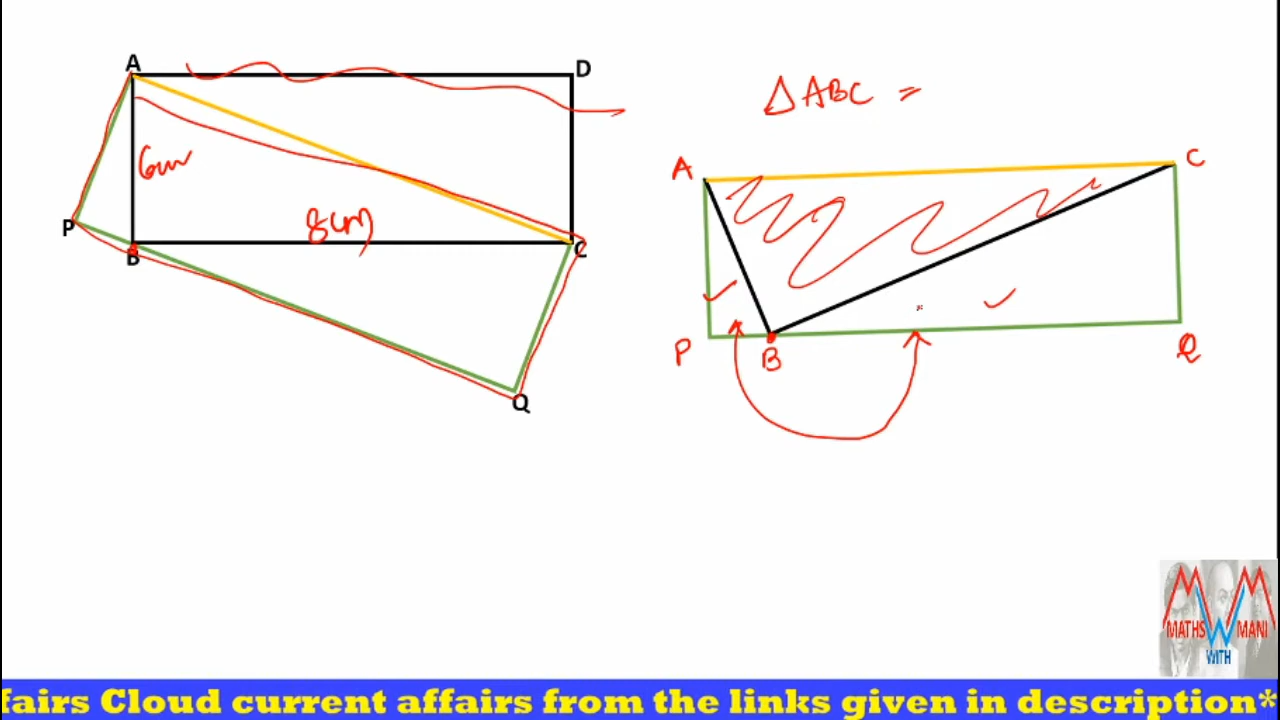 A
D
6cm
8cm
P
B
C
Q
△ABC =
A
C
P
B
Q
MATHS
WITH
MANI
fairs Cloud current affairs from the links given in description*